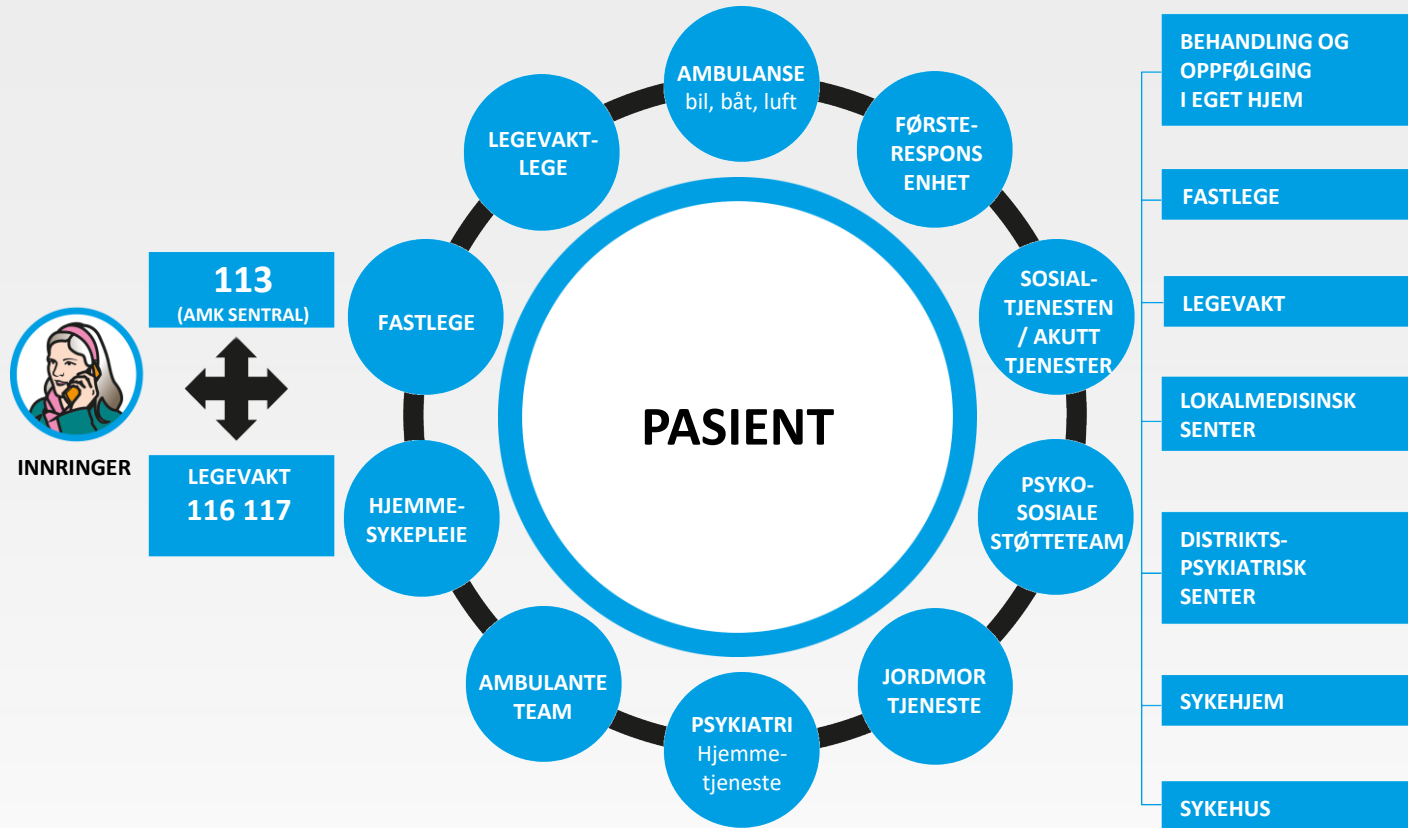 INNRINGER
113
(AMK SENTRAL)
LEGEVAKT
116 117
AMBULANSE
bil, båt, luft
FØRSTE-
RESPONS
ENHET
SOSIAL-
TJENESTEN
/ AKUTT
TJENESTER
PSYKO-
SOSIALE
STØTTETEAM
JORDMOR
TJENESTE
PSYKIATRI
Hjemme-
tjeneste
AMBULANTE
TEAM
HJEMME-
SYKEPLEIE
FASTLEGE
LEGEVAKT-
LEGE
PASIENT
BEHANDLING OG
OPPFØLGING
I EGET HJEM
FASTLEGE
LEGEVAKT
LOKALMEDISINSK
SENTER
DISTRIKTS-
PSYKIATRISK
SENTER
SYKEHJEM
SYKEHUS